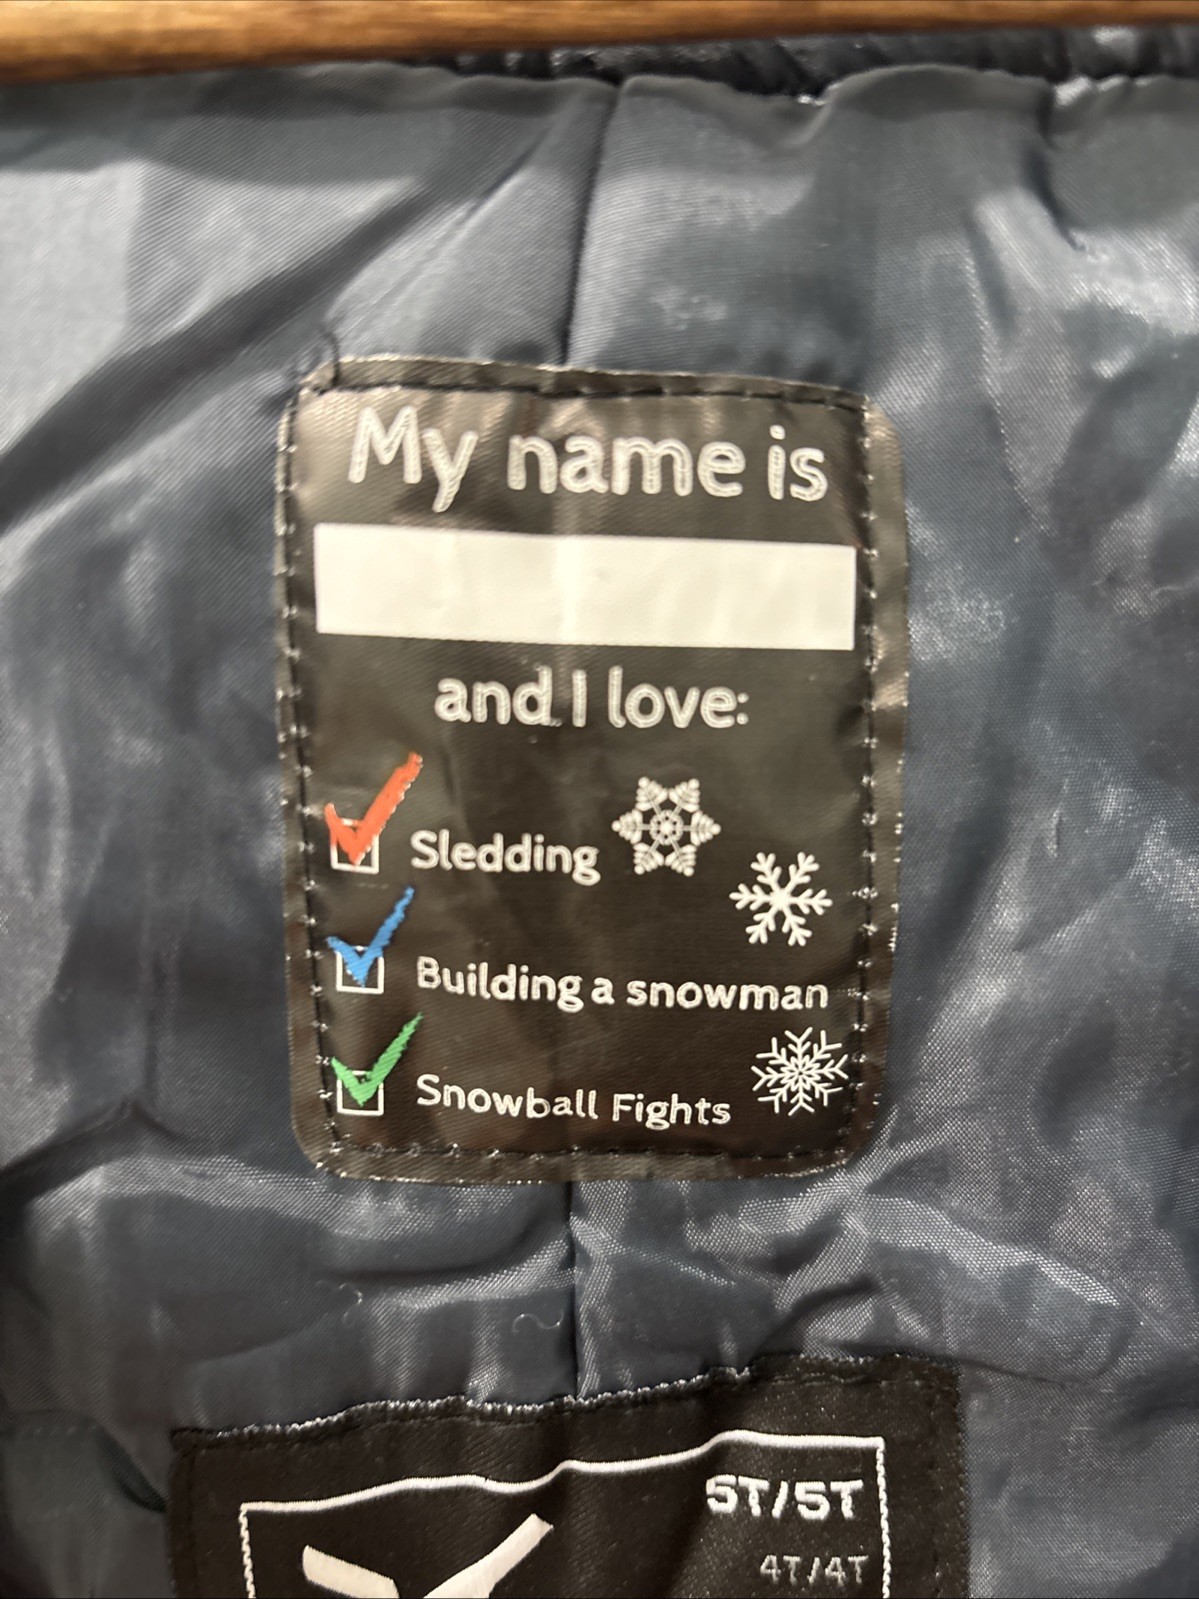 My name is
and I love:
Sledding
Building a snowman
Snowball Fights
5T/5T
4T/4T